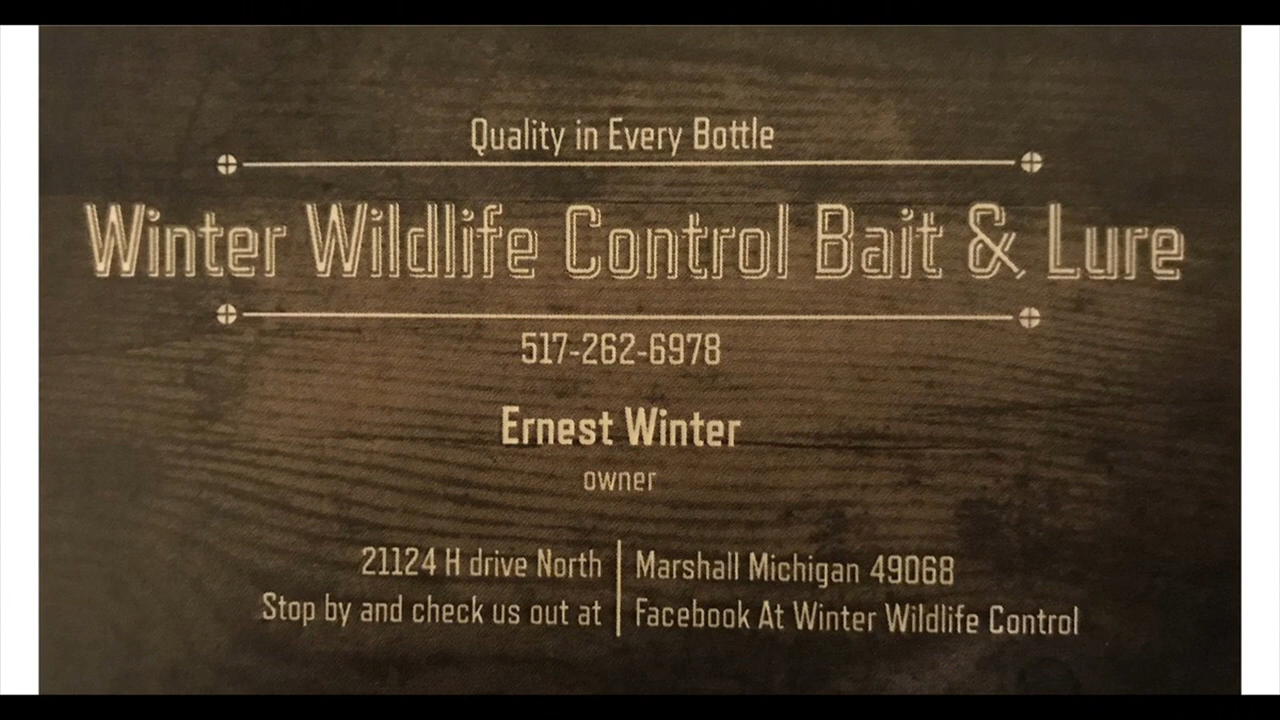 Quality in Every Bottle
Winter Wildlife Control Bait & Lure
517-262-6978
Ernest Winter
owner
21124 H drive North | Marshall Michigan 49068
Stop by and check us out at | Facebook At Winter Wildlife Control